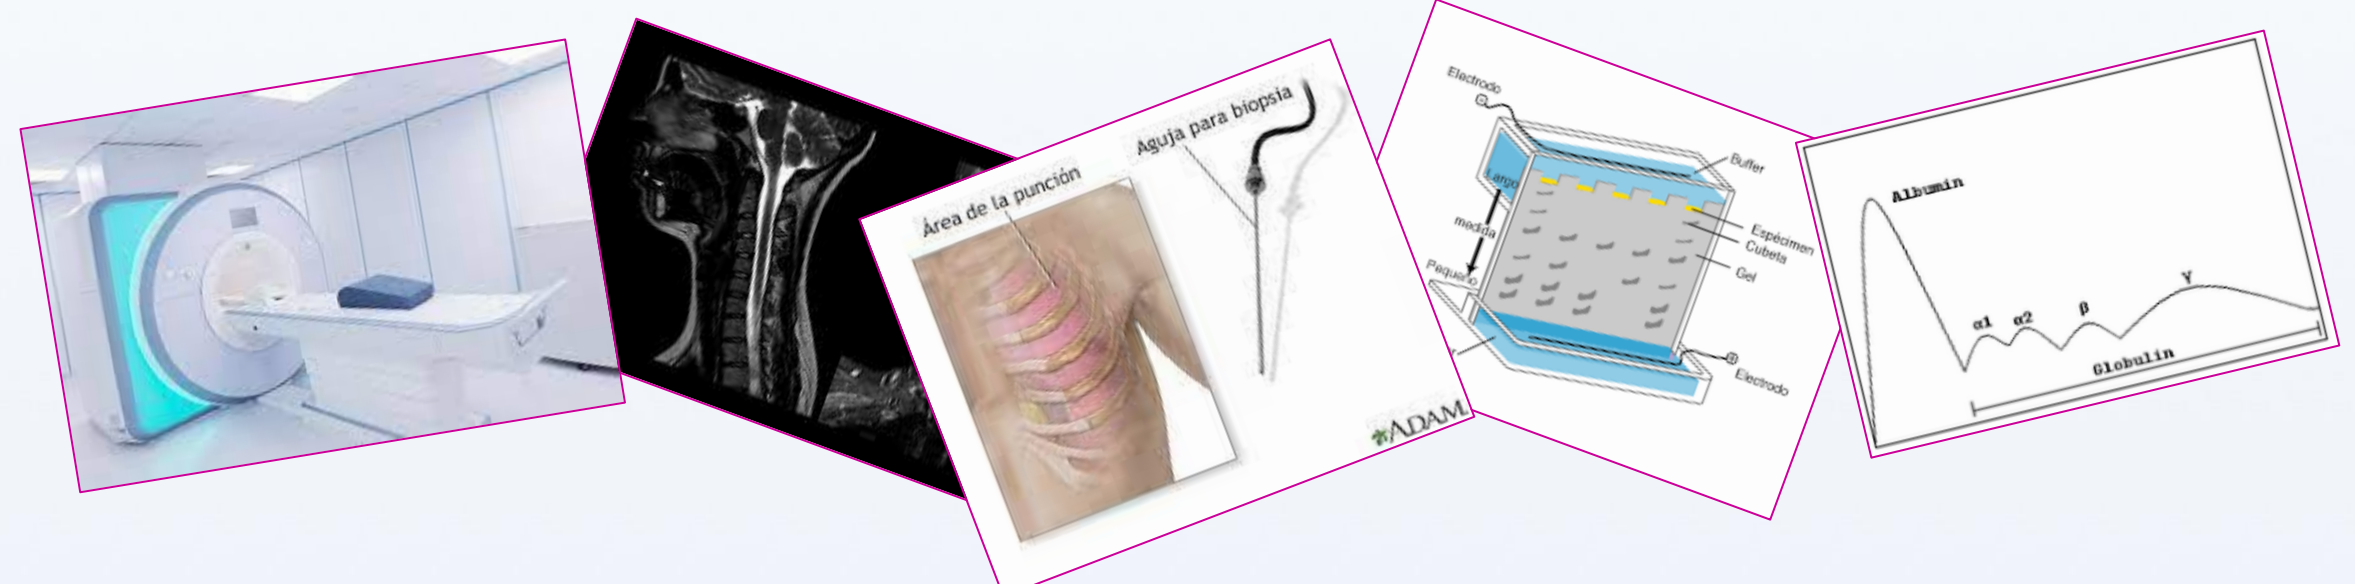 Área de la punción
Aguja para biopsia
ADAM.
Electrodo
Buffer
Largo
medida
Pequeño
Espécimen
Cubeta
Gel
Electrodo
Albumin
α1
α2
β
γ
Globulin